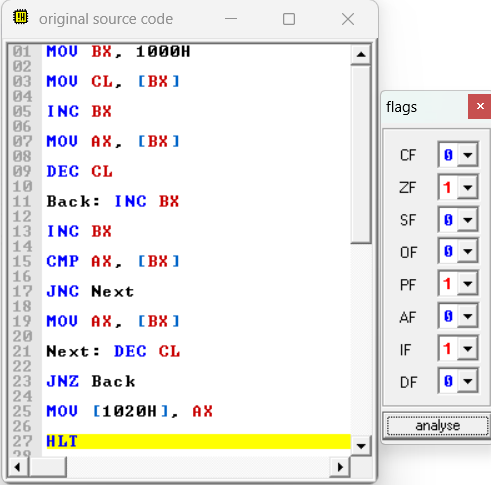 original source code
01 MOV BX, 1000H
02
03 MOV CL, [BX]
04
05 INC BX
06
07 MOV AX, [BX]
08
09 DEC CL
10
11 Back: INC BX
12
13 INC BX
14
15 CMP AX, [BX]
16
17 JNC Next
18
19 MOV AX, [BX]
20
21 Next: DEC CL
22
23 JNZ Back
24
25 MOV [1020H], AX
26
27 HLT
28
flags
CF 0
ZF 1
SF 0
OF 0
PF 1
AF 0
IF 1
DF 0
analyse